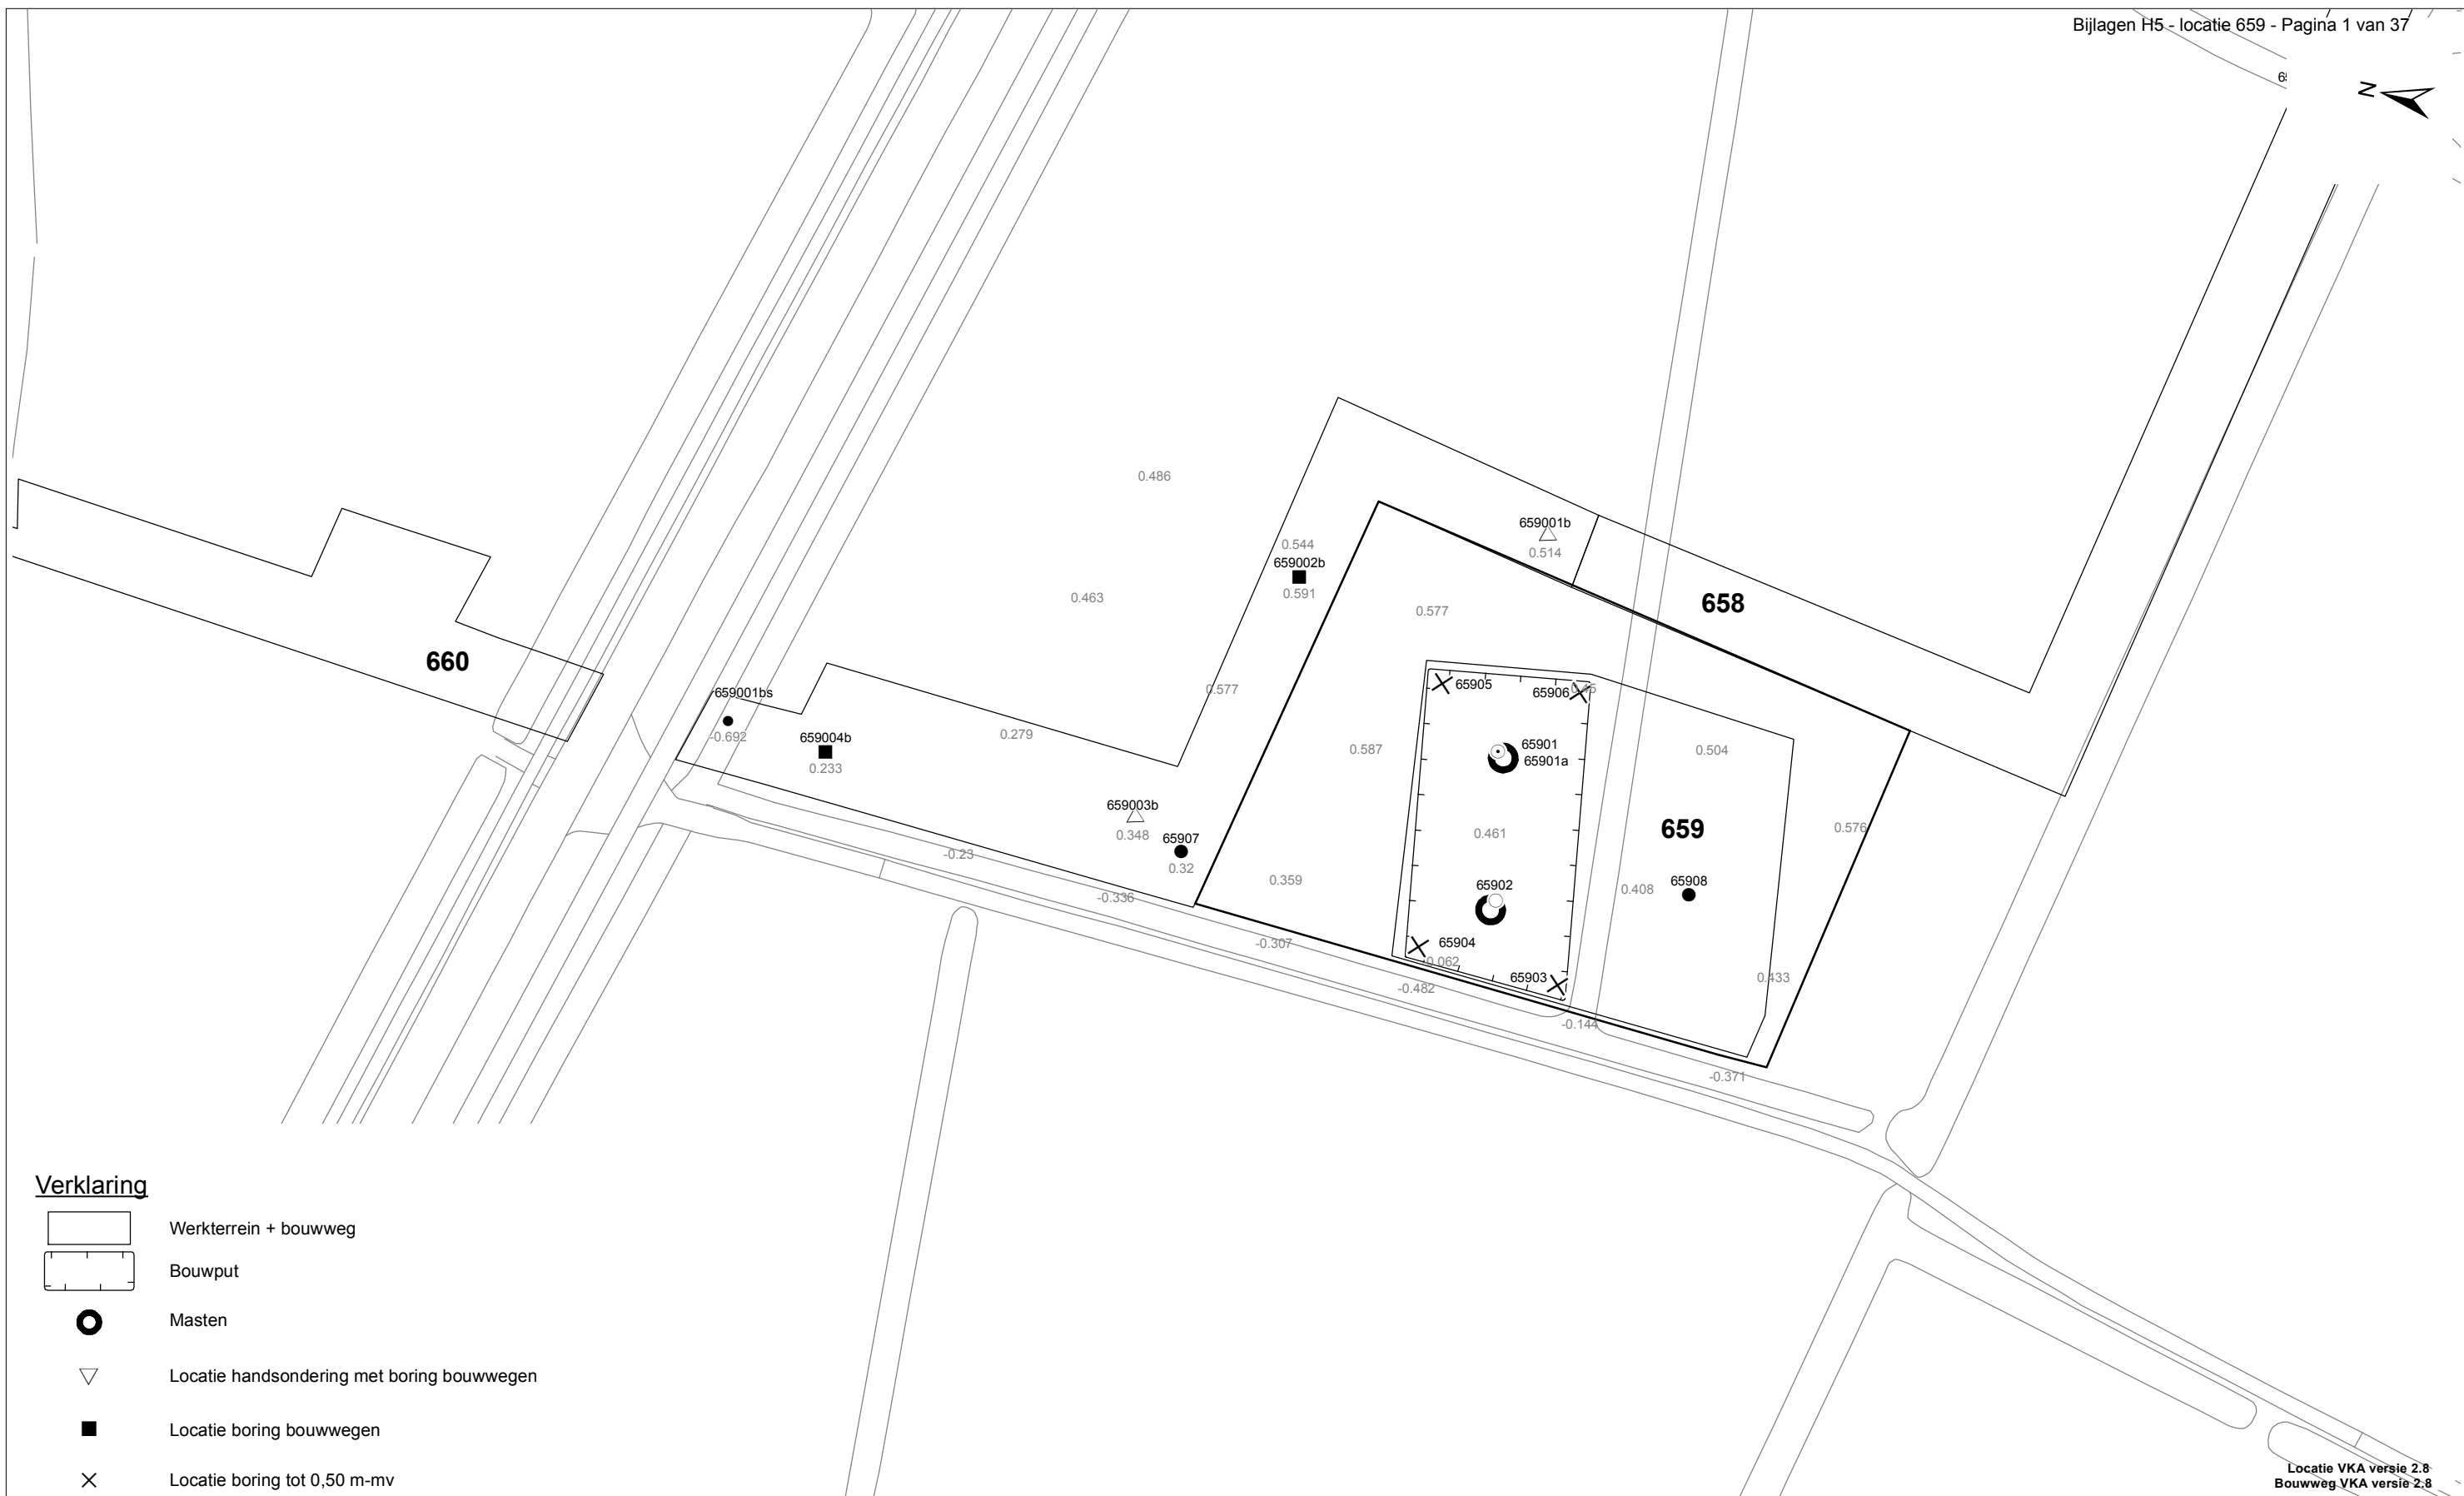 Bijlagen H5 - locatie 659 - Pagina 1 van 37
N
0.486
659001b
0.544
0.514
659002b
0.591
0.463
658
0.577
660
65905
65906
0.577
659001bs
-0.692
659004b
0.279
0.233
0.587
65901
65901a
0.504
659003b
0.348
65907
0.32
0.461
659
0.576
-0.23
0.359
65902
0.408
65908
-0.336
-0.307
65904
0.062
65903
0.433
-0.482
-0.144
-0.371
Verklaring
Werkterrein + bouwweg
Bouwput
Masten
Locatie handsondering met boring bouwwegen
Locatie boring bouwwegen
Locatie boring tot 0,50 m-mv
Locatie VKA versie 2.8
Bouwweg VKA versie 2.8